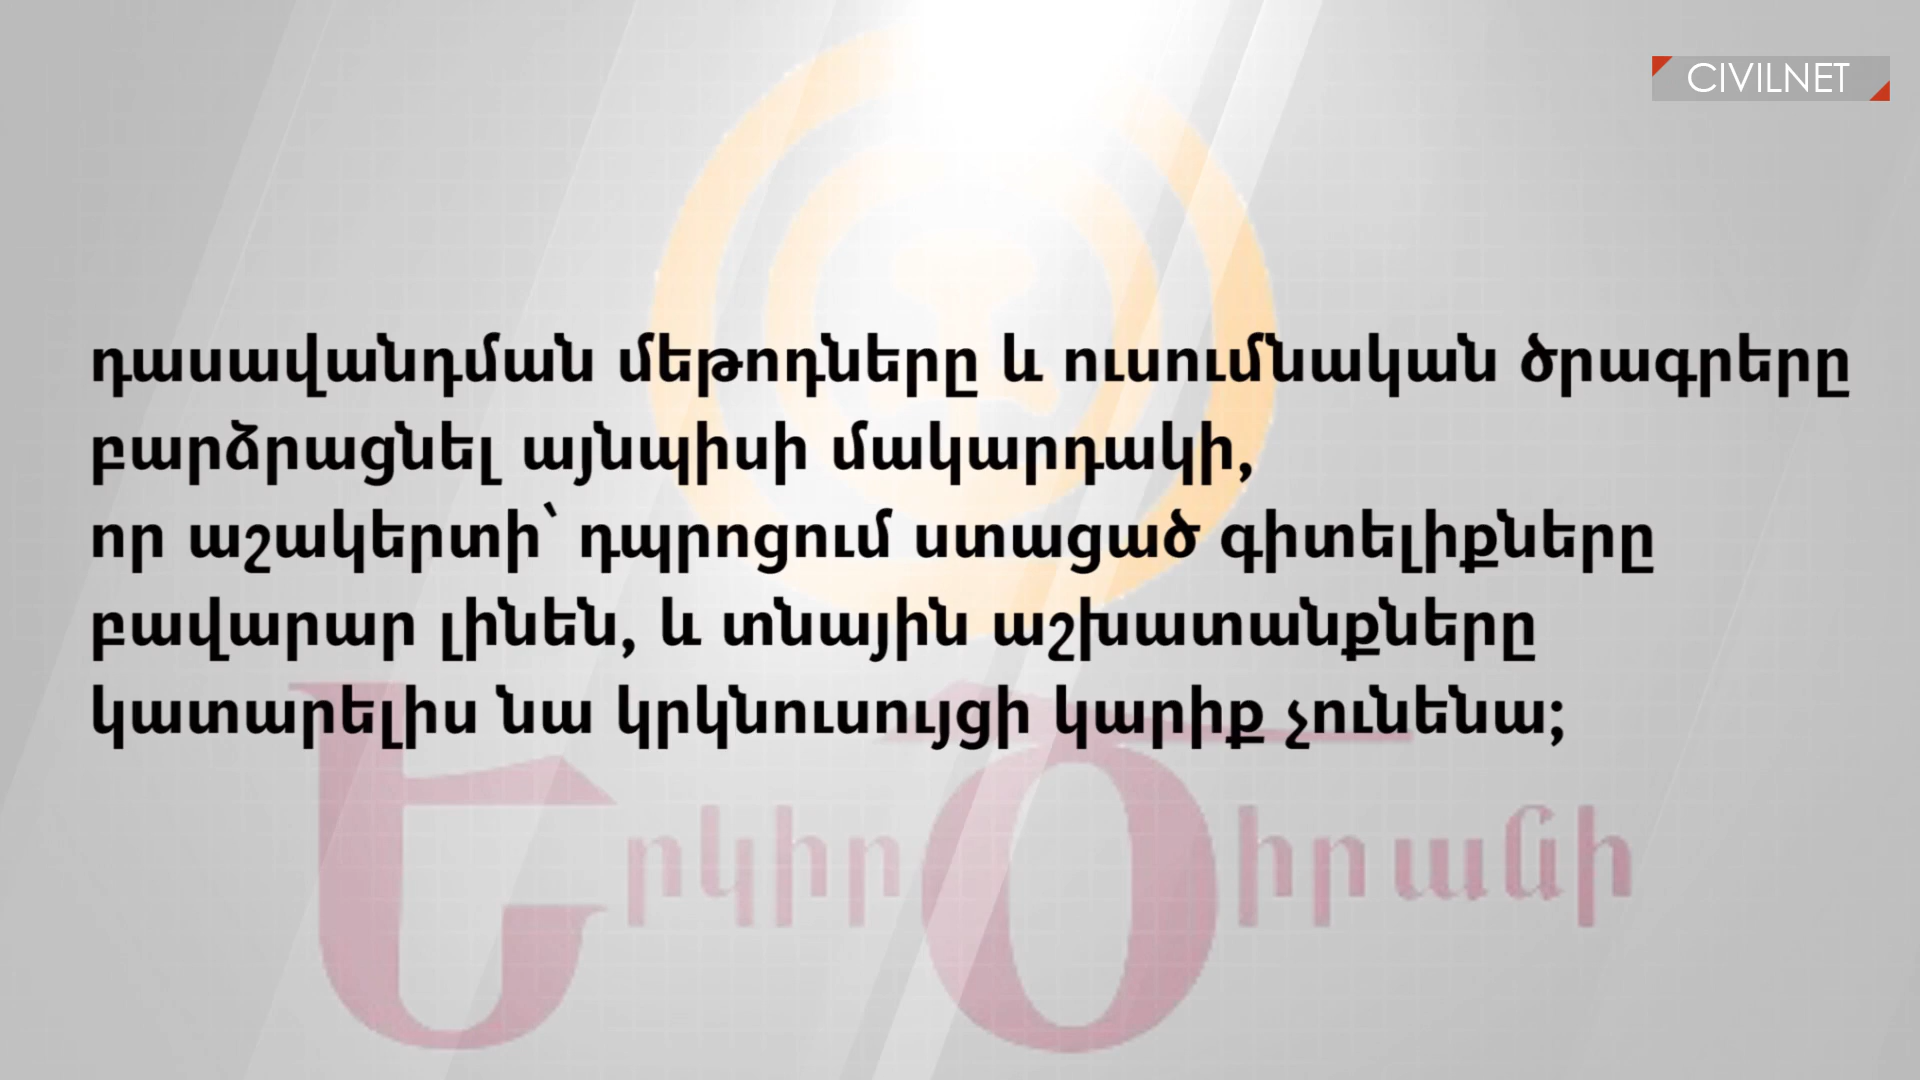 CIVILNET
դասավանդման մեթոդները և ուսումնական ծրագրերը
բարձրացնել այնպիսի մակարդակի,
որ աշակերտի՝ դպրոցում ստացած գիտելիքները
բավարար լինեն, և տնային աշխատանքները
կատարելիս նա կրկնուսույցի կարիք չունենա;
Երկիր Ծիրանի